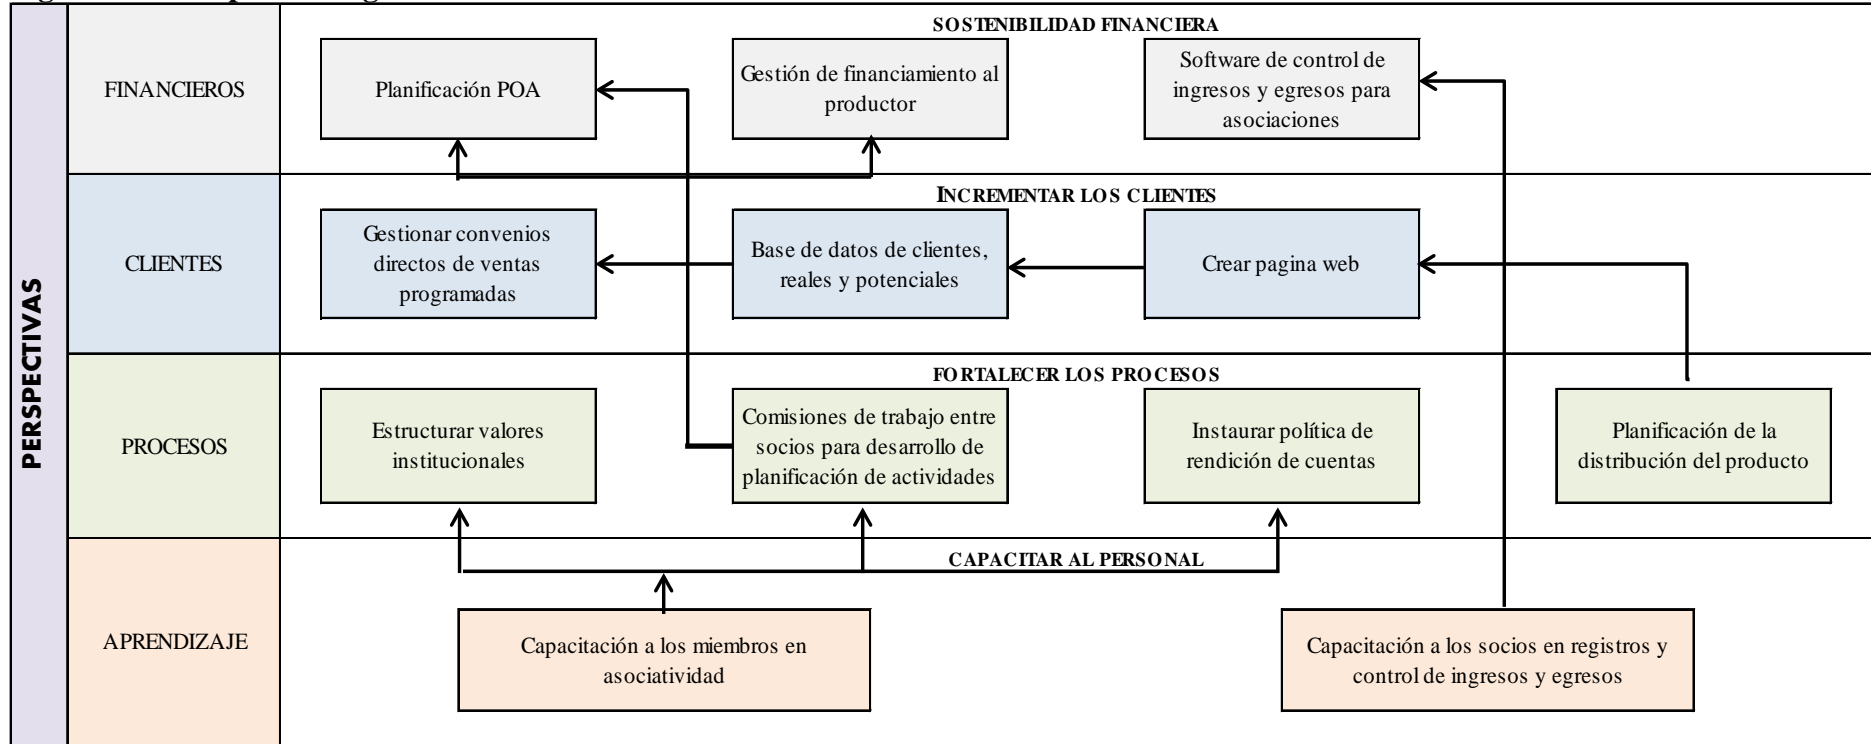 SOSTENIBILIDAD FINANCIERA
PERSPECTIVAS
FINANCIEROS
Planificación POA
Gestión de financiamiento al
productor
Software de control de
ingresos y egresos para
asociaciones
INCREMENTAR LOS CLIENTES
CLIENTES
Gestionar convenios
directos de ventas
programadas
Base de datos de clientes,
reales y potenciales
Crear pagina web
FORTALECER LOS PROCESOS
PROCESOS
Estructurar valores
institucionales
Comisiones de trabajo entre
socios para desarrollo de
planificación de actividades
Instaurar política de
rendición de cuentas
Planificación de la
distribución del producto
CAPACITAR AL PERSONAL
APRENDIZAJE
Capacitación a los miembros en
asociatividad
Capacitación a los socios en registros y
control de ingresos y egresos